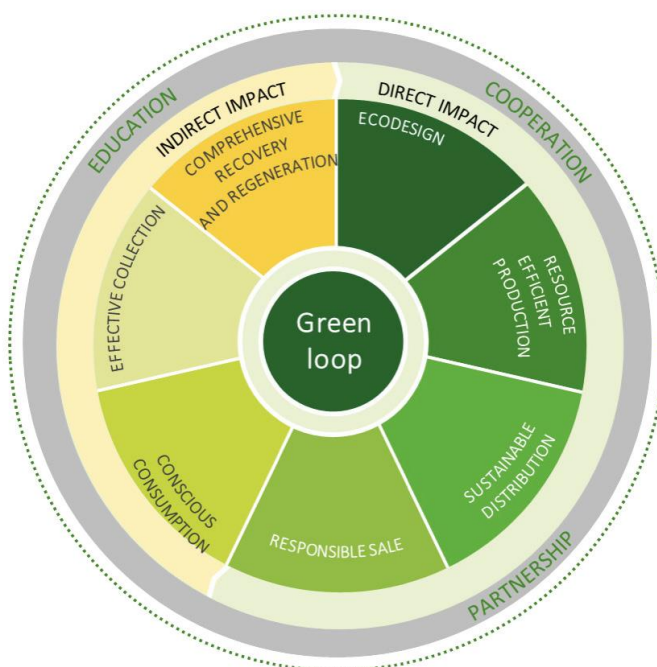 EDUCATION
COOPERATION
INDIRECT IMPACT
DIRECT IMPACT
COMPREHENSIVE
RECOVERY
AND REGENERATION
ECODESIGN
EFFECTIVE COLLECTION
RESOURCE
EFFICIENT
PRODUCTION
Green
loop
CONSCIOUS
CONSUMPTION
SUSTAINABLE
DISTRIBUTION
RESPONSIBLE SALE
PARTNERSHIP